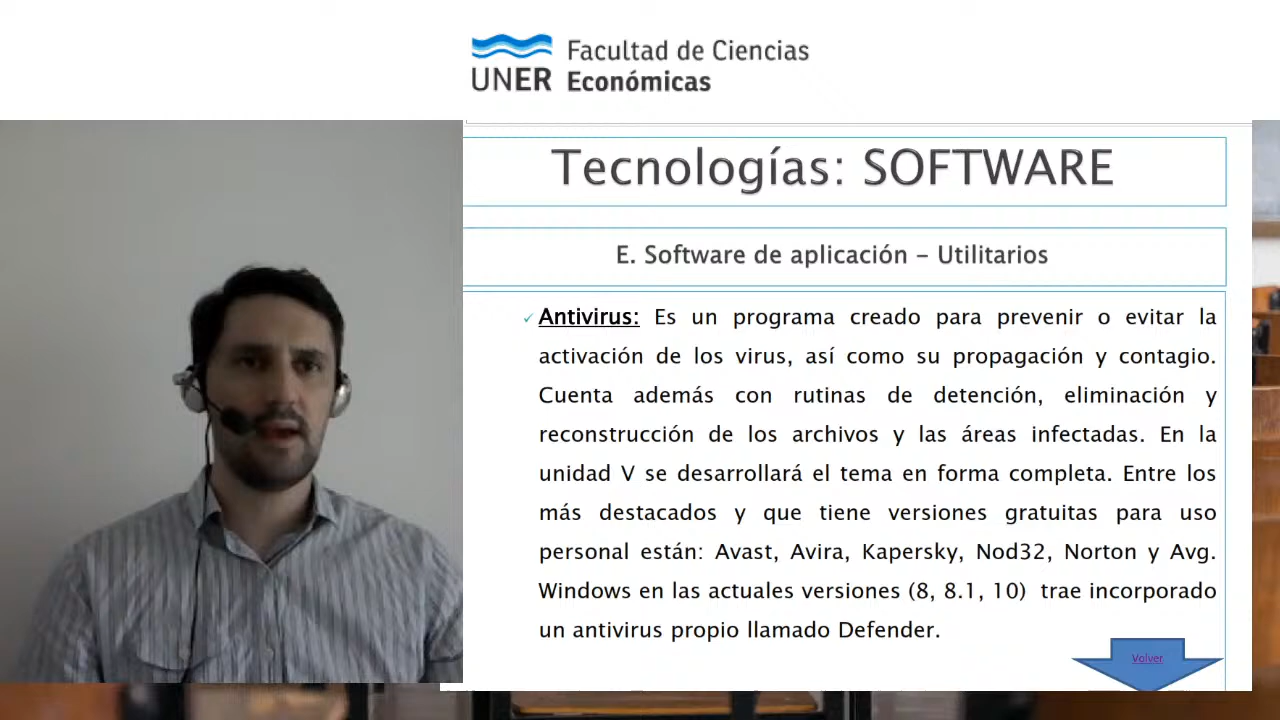 Facultad de Ciencias
UNER Económicas
Tecnologías: SOFTWARE
E. Software de aplicación – Utilitarios
✓ Antivirus: Es un programa creado para prevenir o evitar la
activación de los virus, así como su propagación y contagio.
Cuenta además con rutinas de detención, eliminación y
reconstrucción de los archivos y las áreas infectadas. En la
unidad V se desarrollará el tema en forma completa. Entre los
más destacados y que tiene versiones gratuitas para uso
personal están: Avast, Avira, Kapersky, Nod32, Norton y Avg.
Windows en las actuales versiones (8, 8.1, 10) trae incorporado
un antivirus propio llamado Defender.
Volver